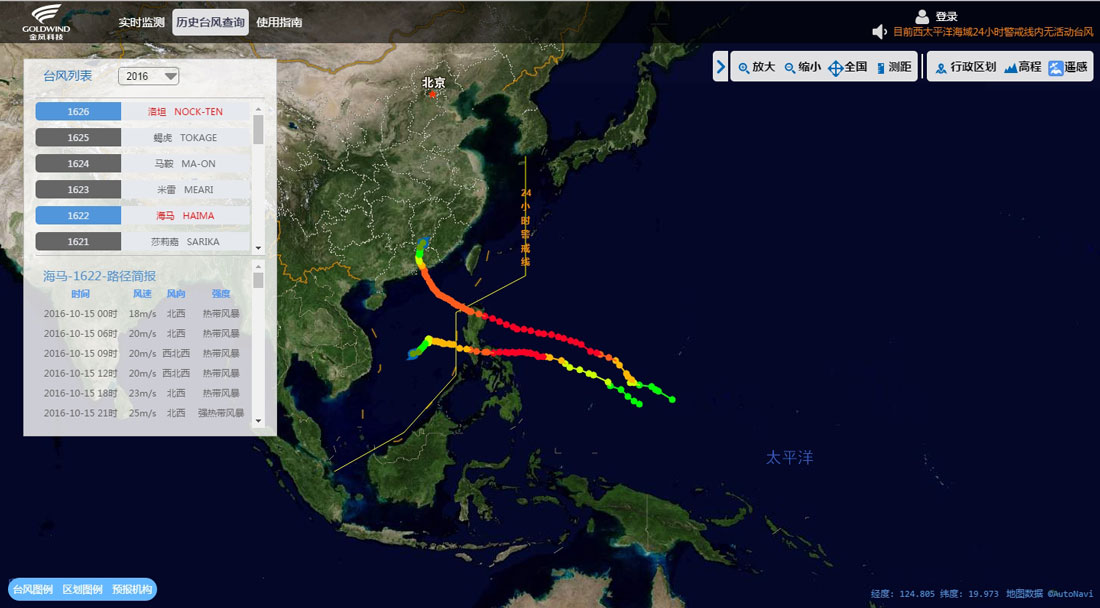 GOLDWIND
金风科技
实时监测 历史台风查询 使用指南
登录
目前西太平洋海域24小时警戒线内无活动台风
台风列表 2016
1626 洛坦 NOCK-TEN
1625 蝎虎 TOKAGE
1624 马鞍 MA-ON
1623 米雷 MEARI
1622 海马 HAIMA
1621 莎莉嘉 SARIKA
海马-1622-路径简报
时间 风速 风向 强度
2016-10-15 00时 18m/s 北西 热带风暴
2016-10-15 06时 20m/s 北西 热带风暴
2016-10-15 09时 20m/s 西北西 热带风暴
2016-10-15 12时 20m/s 西北西 热带风暴
2016-10-15 18时 23m/s 北西 热带风暴
2016-10-15 21时 25m/s 北西 强热带风暴
放大 缩小 全国 测距 行政区划 高程 遥感
北京
24小时警戒线
太平洋
台风图例 区划图例 预报机构
经度: 124.805 纬度: 19.973 地图数据 ©AutoNavi